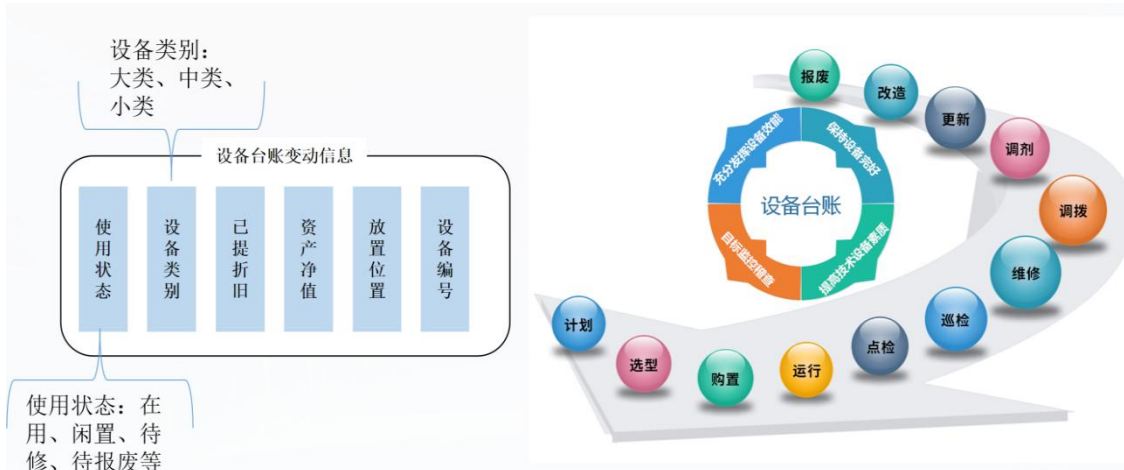 设备类别：
大类、中类、
小类
设备台账变动信息
使用状态
设备类别
已提折旧
资产净值
放置位置
设备编号
使用状态：在
用、闲置、待
修、待报废等
报废
改造
更新
调剂
调拨
维修
巡检
点检
运行
购置
选型
计划
充分发挥设备效能
保持设备完好
设备台账
目标监控稽查
提高技术设备素质